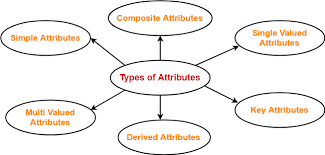 Composite Attributes
Simple Attributes
Single Valued
Attributes
Types of Attributes
Multi Valued
Attributes
Key Attributes
Derived Attributes